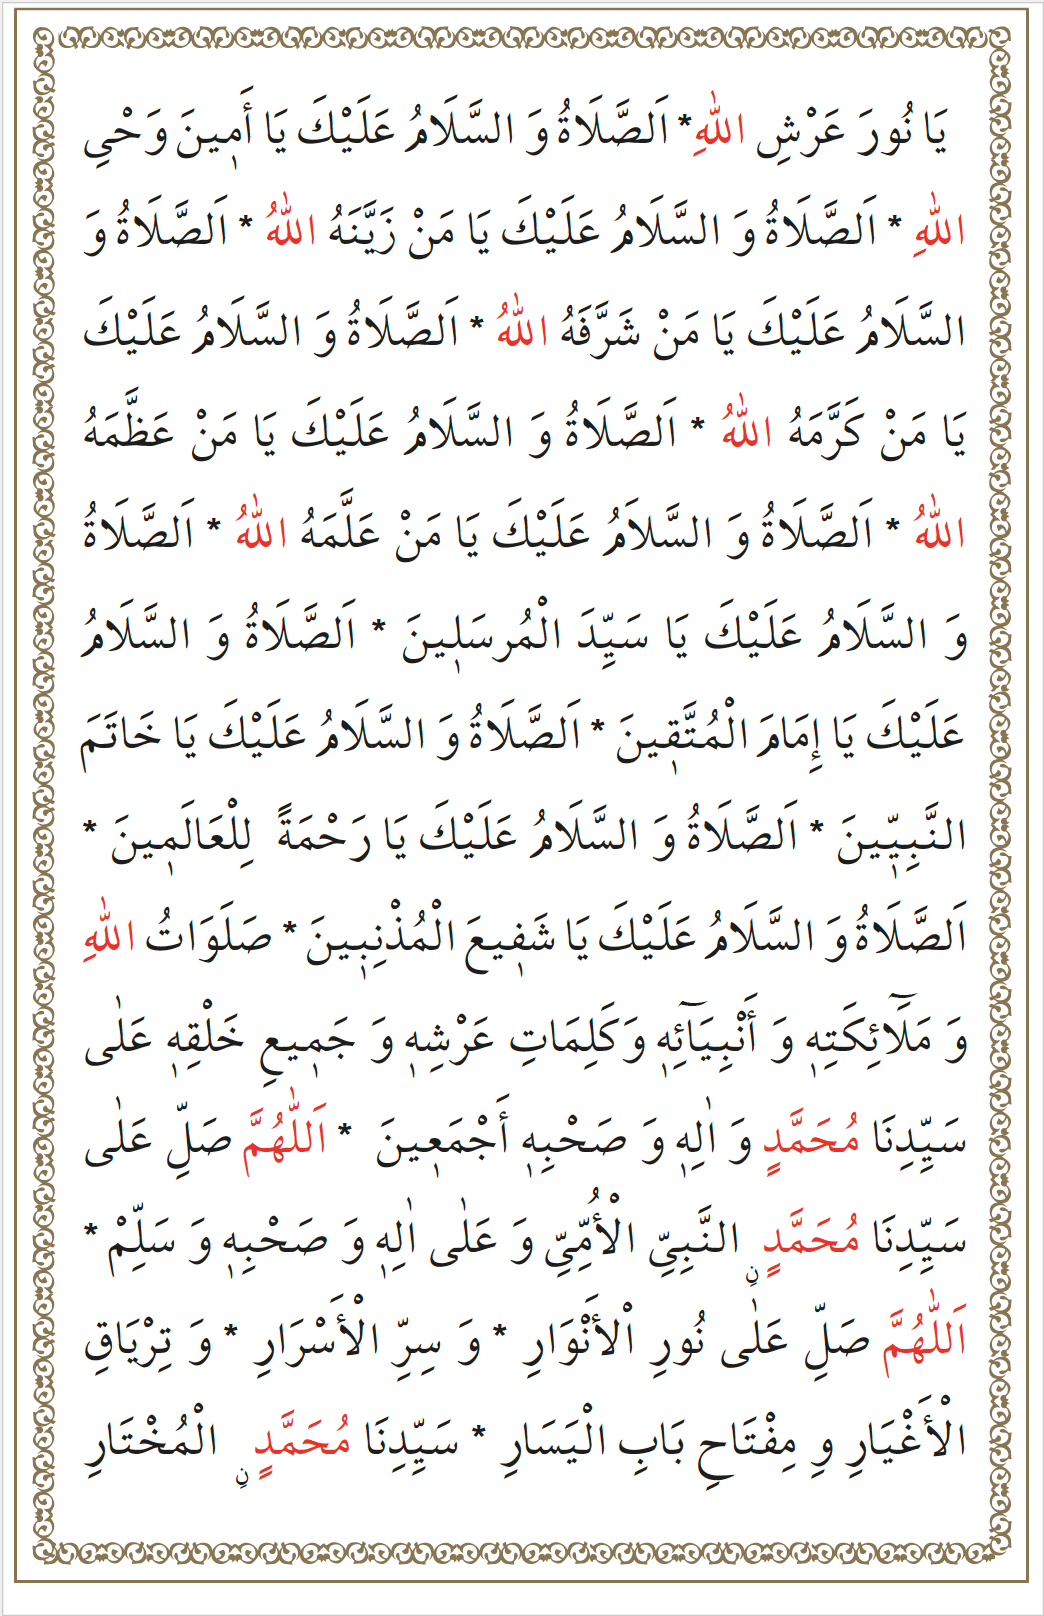 يَا نُورَ عَرْشِ اللّٰهِ* اَلصَّلَاةُ وَ السَّلَامُ عَلَيْكَ يَا أَمٖينَ وَحْىِ
اللّٰهِ * اَلصَّلَاةُ وَ السَّلَامُ عَلَيْكَ يَا مَنْ زَيَّنَهُ اللّٰهُ * اَلصَّلَاةُ وَ
السَّلَامُ عَلَيْكَ يَا مَنْ شَرَّفَهُ اللّٰهُ * اَلصَّلَاةُ وَ السَّلَامُ عَلَيْكَ
يَا مَنْ كَرَّمَهُ اللّٰهُ * اَلصَّلَاةُ وَ السَّلَامُ عَلَيْكَ يَا مَنْ عَظَّمَهُ
اللّٰهُ * اَلصَّلَاةُ وَ السَّلاَمُ عَلَيْكَ يَا مَنْ عَلَّمَهُ اللّٰهُ * اَلصَّلَاةُ
وَ السَّلَامُ عَلَيْكَ يَا سَيِّدَ الْمُرسَلٖينَ * اَلصَّلَاةُ وَ السَّلَامُ
عَلَيْكَ يَا إِمَامَ الْمُتَّقٖينَ * اَلصَّلَاةُ وَ السَّلَامُ عَلَيْكَ يَا خَاتَمَ
النَّبِيّٖينَ * اَلصَّلَاةُ وَ السَّلَامُ عَلَيْكَ يَا رَحْمَةً لِلْعَالَمٖينَ *
اَلصَّلَاةُ وَ السَّلَامُ عَلَيْكَ يَا شَفٖيعَ الْمُذْنِبٖينَ * صَلَوَاتُ اللّٰهِ
وَ مَلَٓائِكَتِهٖ وَ أَنْبِيَٓائِهٖ وَكَلِمَاتِ عَرْشِهٖ وَ جَمٖيعِ خَلْقِهٖ عَلٰى
سَيِّدِنَا مُحَمَّدٍ وَ اٰلِهٖ وَ صَحْبِهٖ أَجْمَعٖينَ * اَللّٰهُمَّ صَلِّ عَلٰى
سَيِّدِنَا مُحَمَّدٍ نِ النَّبِىِّ الْأُمِّىِّ وَ عَلٰى اٰلِهٖ وَ صَحْبِهٖ وَ سَلِّمْ *
اَللّٰهُمَّ صَلِّ عَلٰى نُورِ الْأَنْوَارِ * وَ سِرِّ الْأَسْرَارِ * وَ تِرْيَاقِ
الْأَغْيَارِ وِ مِفْتَاحِ بَابِ الْيَسَارِ * سَيِّدِنَا مُحَمَّدٍ نِ الْمُخْتَارِ